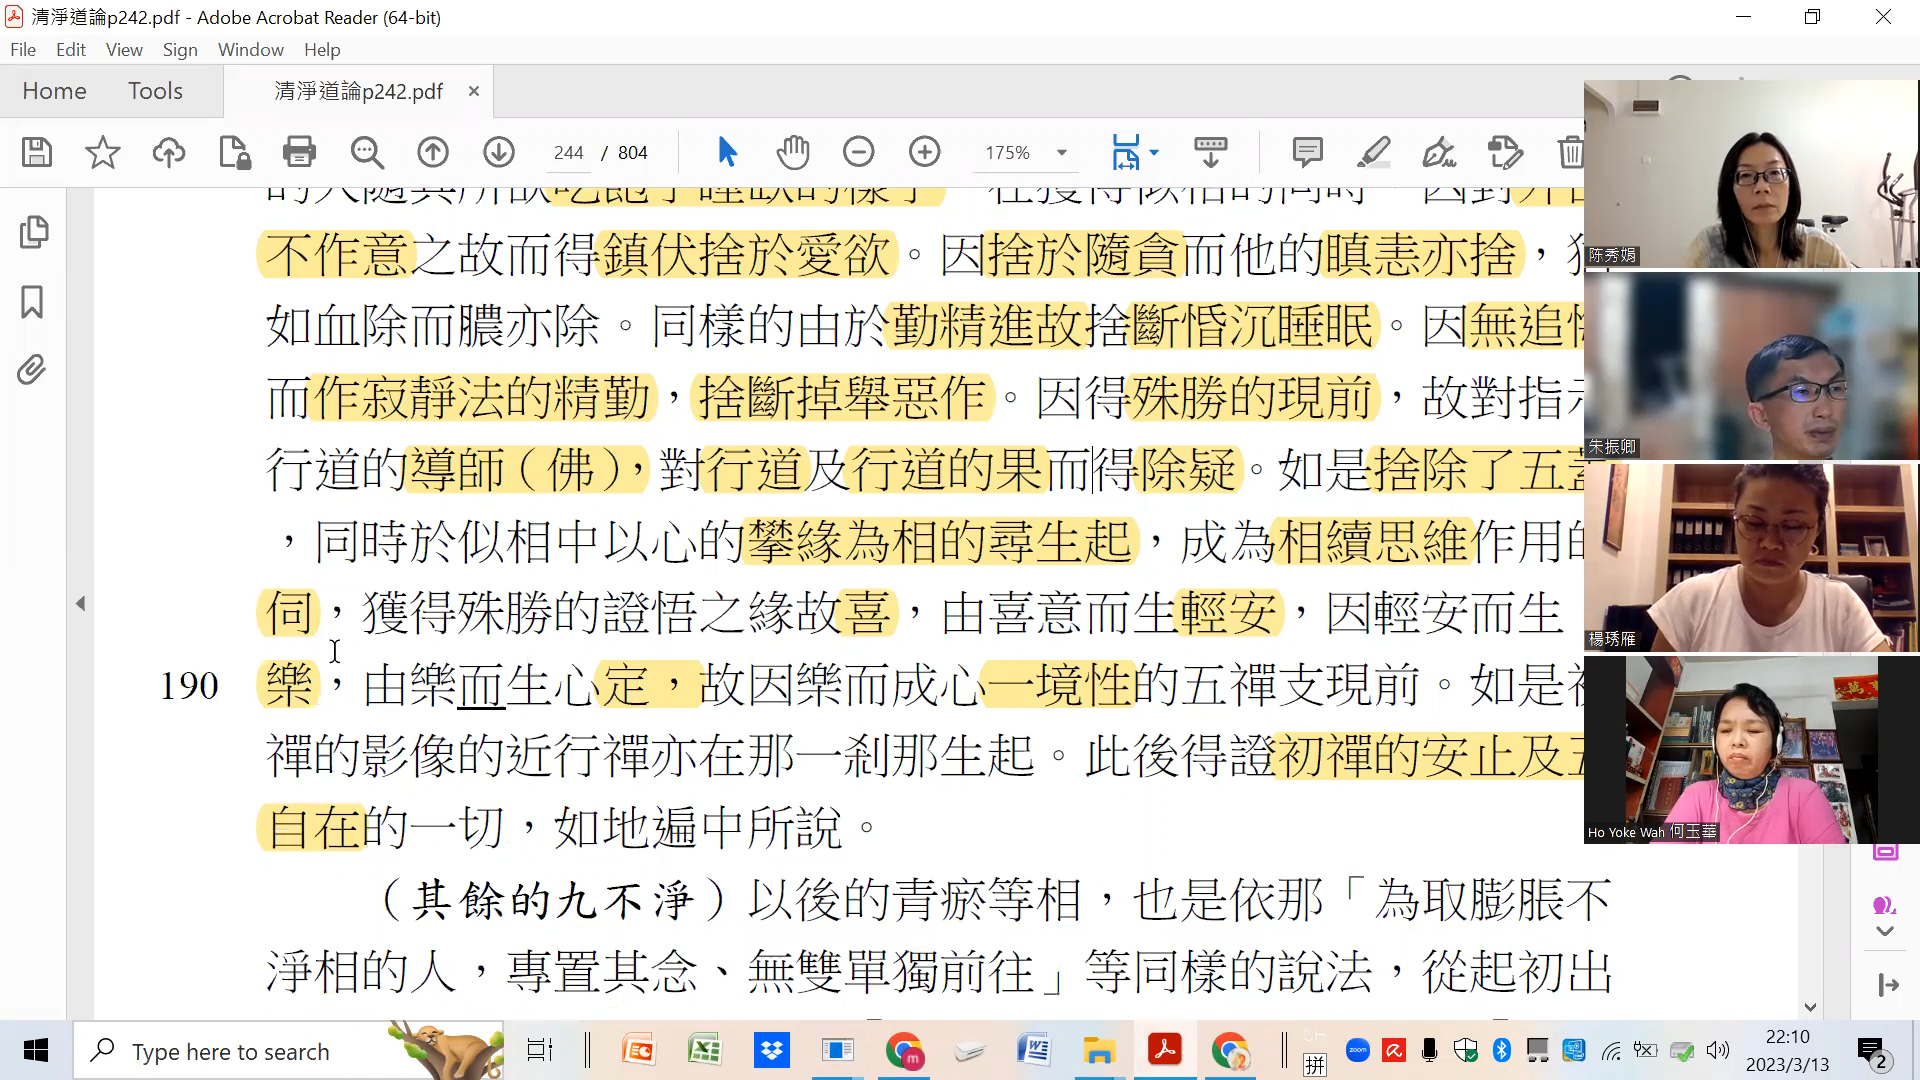 清淨道論p242.pdf - Adobe Acrobat Reader (64-bit)
File Edit View Sign Window Help
Home Tools 清淨道論p242.pdf ×
244 / 804 175%
不作意之故而得鎮伏捨於愛欲。因捨於隨貪而他的瞋恚亦捨,
如血除而膿亦除。同樣的由於勤精進故捨斷惛沉睡眠。因無追
而作寂靜法的精勤,捨斷掉舉惡作。因得殊勝的現前,故對指示
行道的導師(佛),對行道及行道的果而得除疑。如是捨除了五蓋
,同時於似相中以心的攀緣為相的尋生起,成為相續思維作用的
伺,獲得殊勝的證悟之緣故喜,由喜意而生輕安,因輕安而生
190 樂,由樂而生心定,故因樂而成心一境性的五禪支現前。如是初
禪的影像的近行禪亦在那一剎那生起。此後得證初禪的安止及五
自在的一切,如地遍中所說。
(其餘的九不淨)以後的青瘀等相,也是依那「為取膨脹不
淨相的人,專置其念、無雙單獨前往」等同樣的說法,從起初出
陈秀娟
朱振卿
楊琇雁
Ho Yoke Wah 何玉華
Type here to search
拼
zoom
22:10
2023/3/13
2